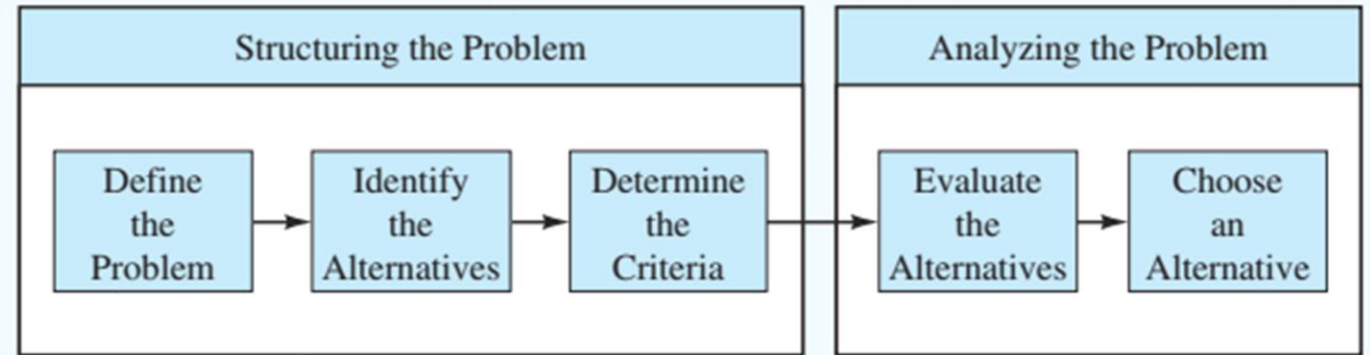 Structuring the Problem
Analyzing the Problem
Define
the
Problem
Identify
the
Alternatives
Determine
the
Criteria
Evaluate
the
Alternatives
Choose
an
Alternative